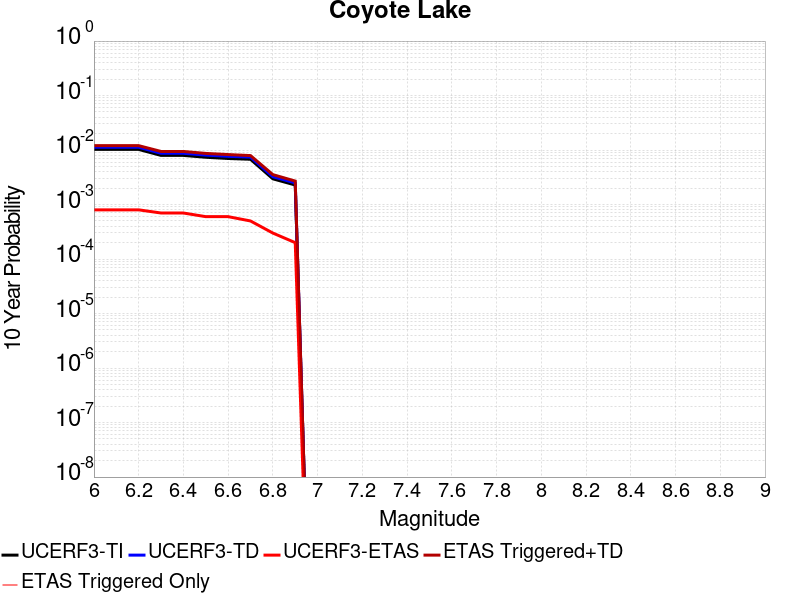 Coyote Lake
10 Year Probability
10^0
10^-1
10^-2
10^-3
10^-4
10^-5
10^-6
10^-7
10^-8
6 6.2 6.4 6.6 6.8 7 7.2 7.4 7.6 7.8 8 8.2 8.4 8.6 8.8 9
Magnitude
UCERF3-TI UCERF3-TD UCERF3-ETAS ETAS Triggered+TD
ETAS Triggered Only